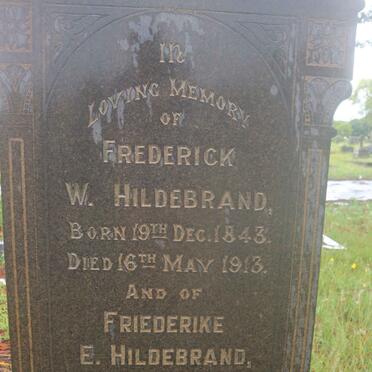 In
Loving Memory
of
Frederick
W. Hildebrand,
Born 19th Dec. 1843.
Died 16th May 1913.
And of
Friederike
E. Hildebrand,